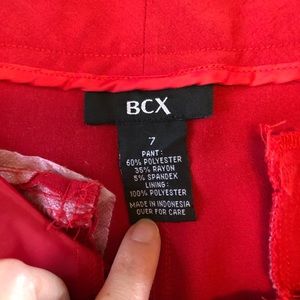 BCX
7
PANT:
60% POLYESTER
35% RAYON
5% SPANDEX
LINING:
100% POLYESTER
MADE IN INDONESIA
OVER FOR CARE